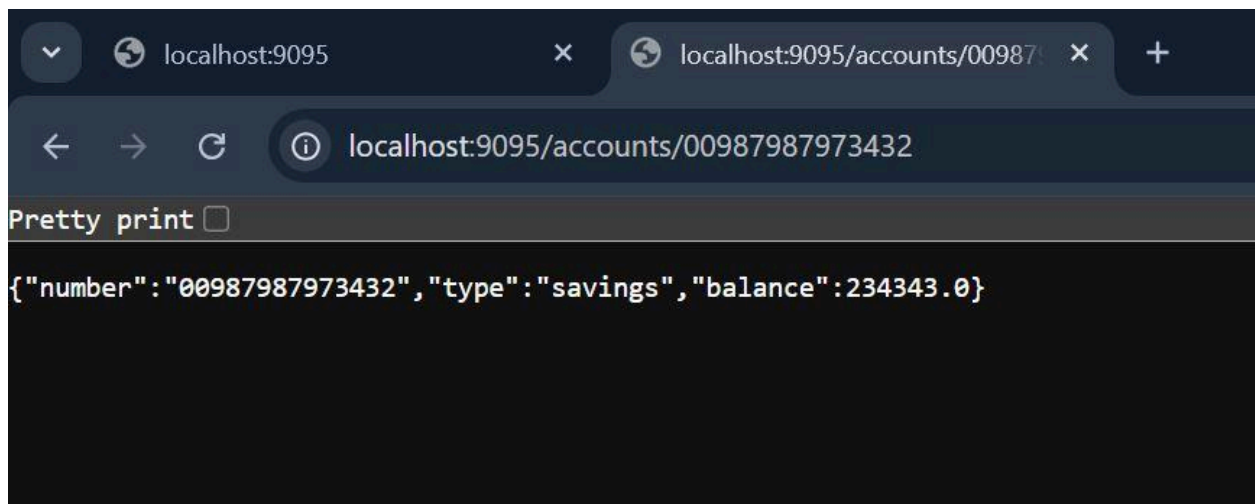 localhost:9095
localhost:9095/accounts/00987
localhost:9095/accounts/00987987973432
Pretty print
{"number":"00987987973432","type":"savings","balance":234343.0}